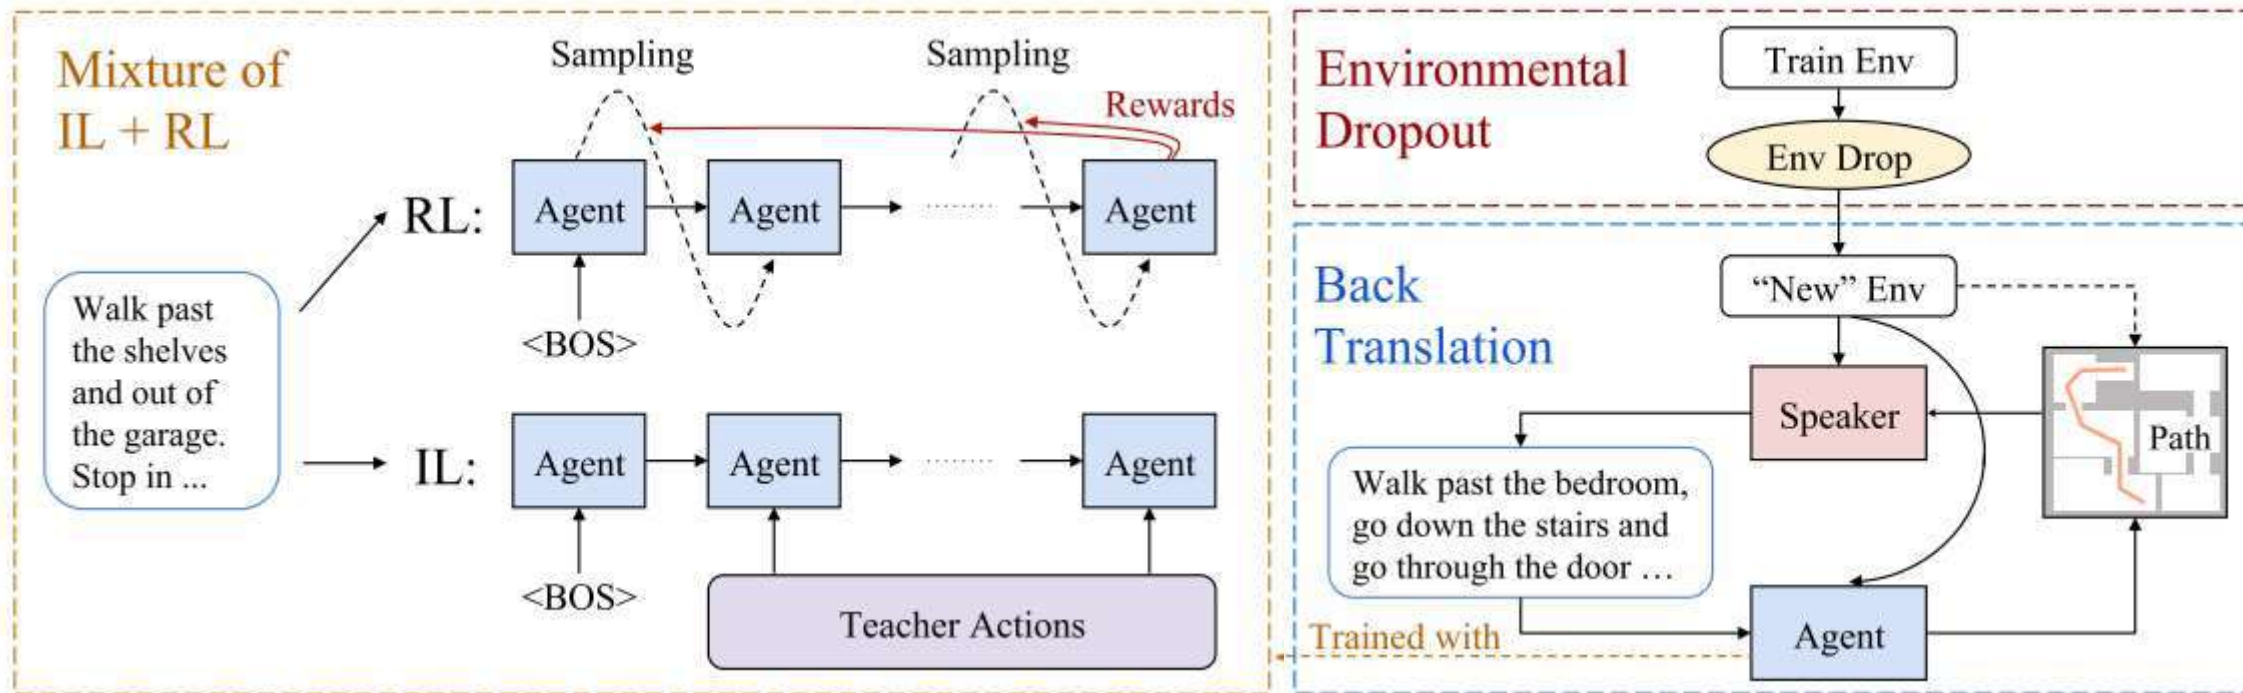 Mixture of
IL + RL
Sampling
Sampling
Rewards
RL:
Agent
Agent
.......
Agent
<BOS>
Walk past
the shelves
and out of
the garage.
Stop in ...
IL:
Agent
Agent
.......
Agent
<BOS>
Teacher Actions
Environmental
Dropout
Train Env
Env Drop
Back
Translation
“New” Env
Speaker
Path
Walk past the bedroom,
go down the stairs and
go through the door …
Trained with
Agent